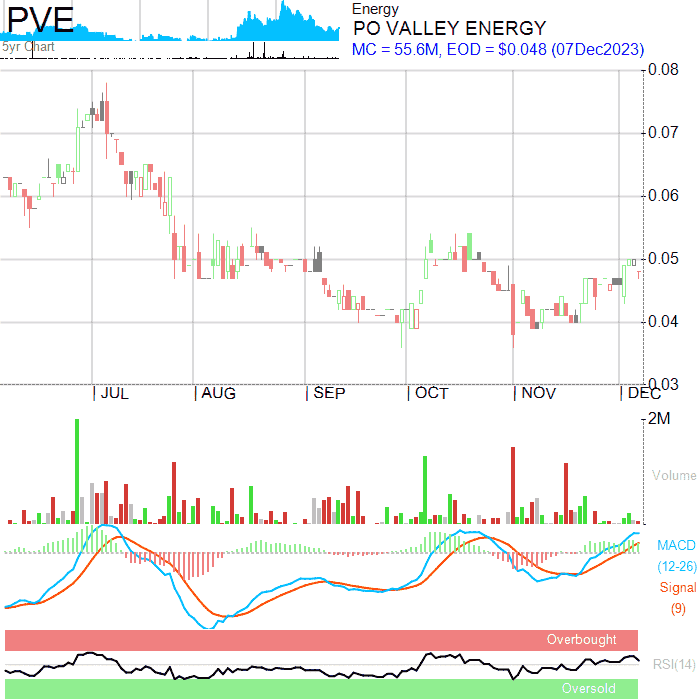 PVE
5yr Chart
Energy
PO VALLEY ENERGY
MC = 55.6M, EOD = $0.048 (07Dec2023)
0.08
0.07
0.06
0.05
0.04
0.03
JUL AUG SEP OCT NOV DEC
2M
Volume
MACD
(12-26)
Signal
(9)
Overbought
RSI(14)
Oversold